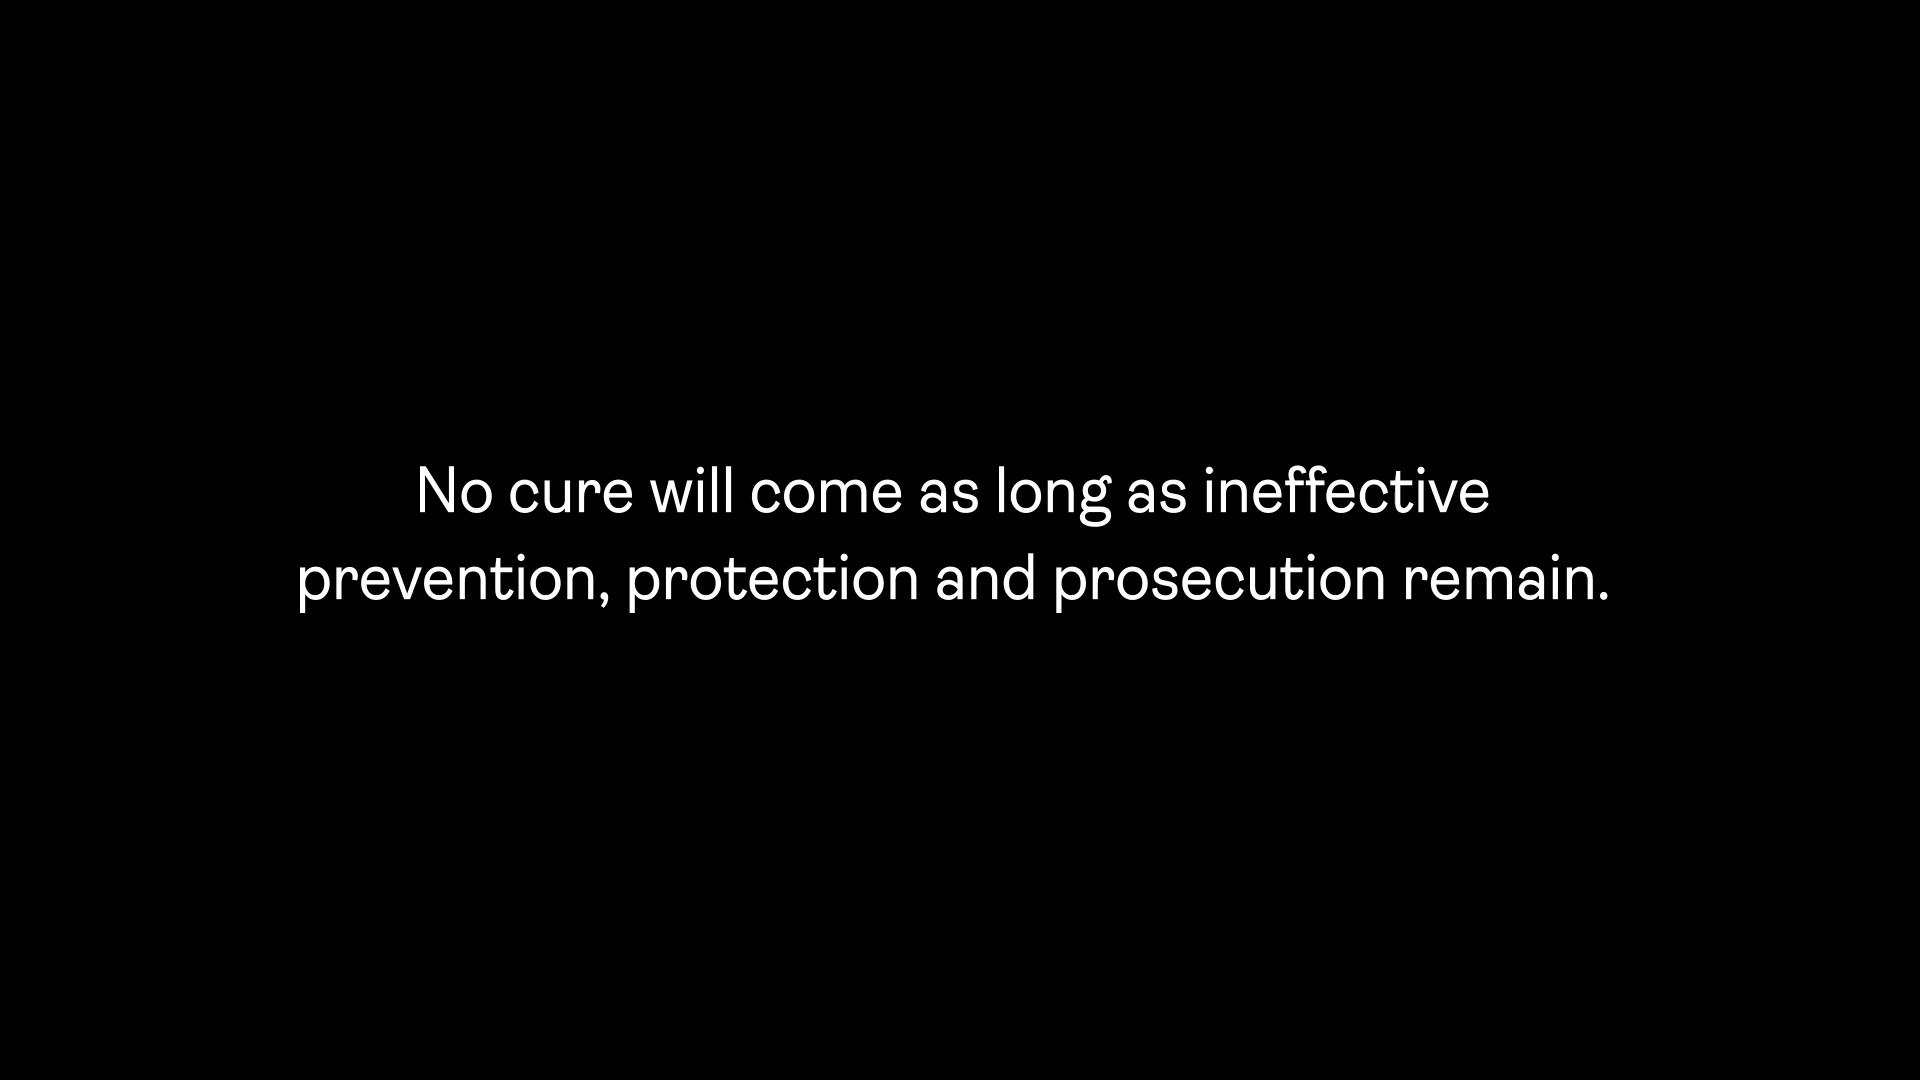 No cure will come as long as ineffective
prevention, protection and prosecution remain.